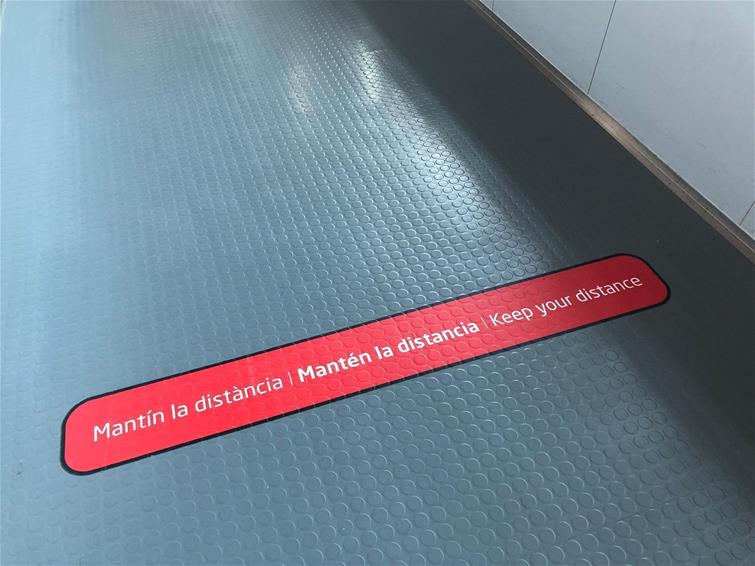 Mantín la distància | Mantén la distancia | Keep your distance